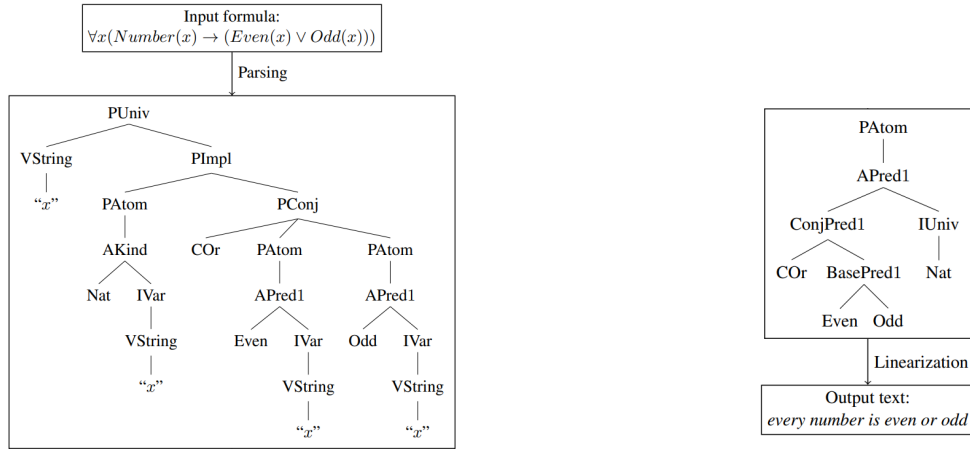 Input formula:
∀x(Number(x) → (Even(x) ∨ Odd(x)))
Parsing
PUniv
VString PImpl
“x” PAtom PConj
AKind COr PAtom PAtom
Nat IVar APred1 APred1
VString Even IVar Odd IVar
“x” VString VString
“x” “x”
PAtom
APred1
ConjPred1 IUniv
COr BasePred1 Nat
Even Odd
Linearization
Output text:
every number is even or odd